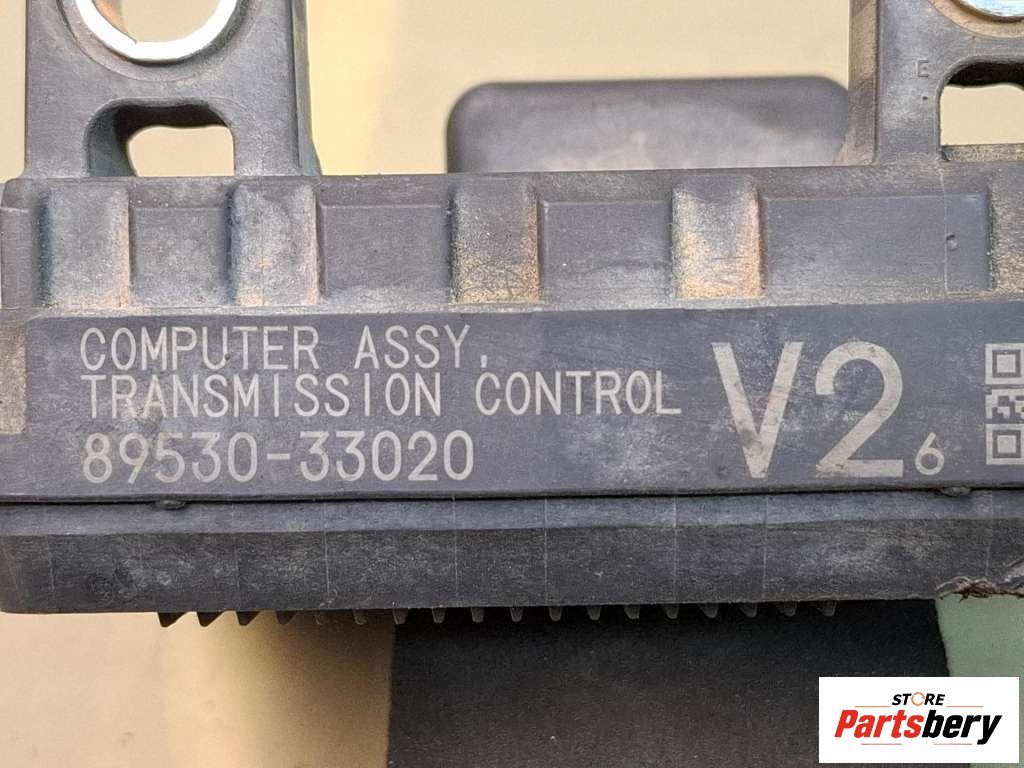 E
COMPUTER ASSY,
TRANSMISSION CONTROL
89530-33020
V2 6
STORE
Partsbery